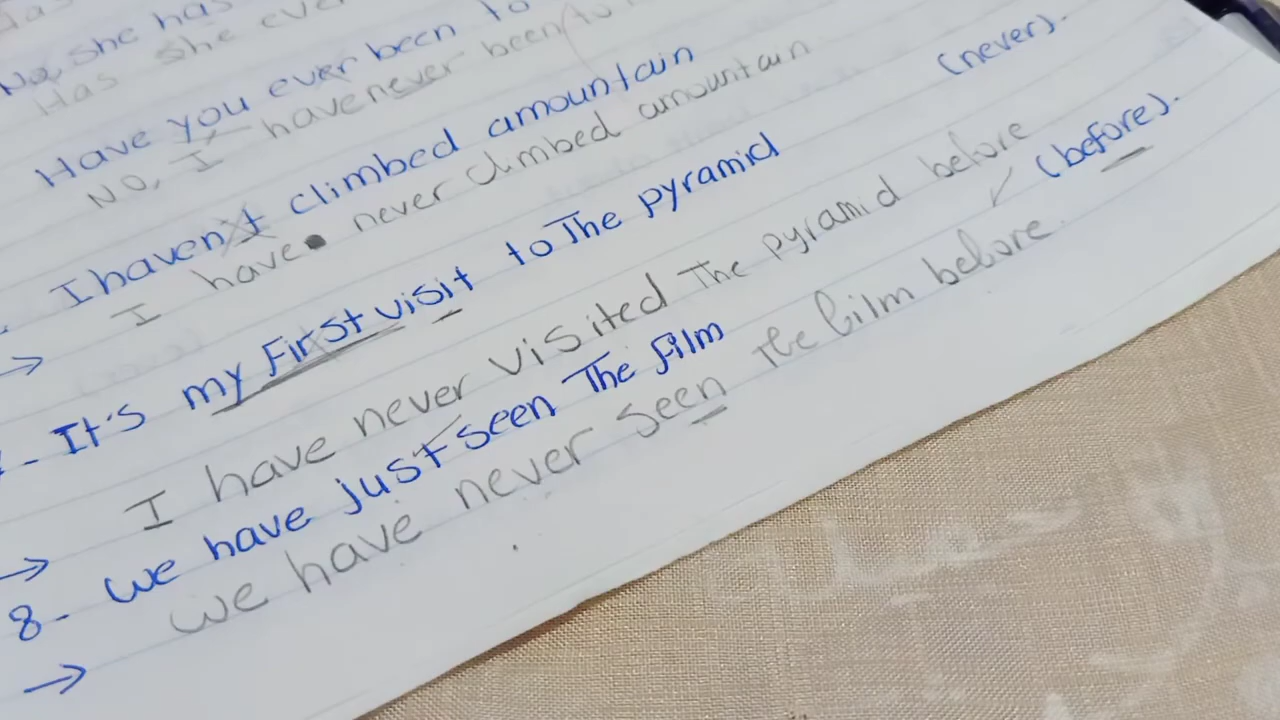 No, she has
Has she ever
Have you ever been to
No, I have never been to
I haven't climbed amountain (never).
I have never climbed amountain
It's my First visit to The pyramid (before).
I have never visited The pyramid before
8- we have just seen The film
we have never seen the film before.